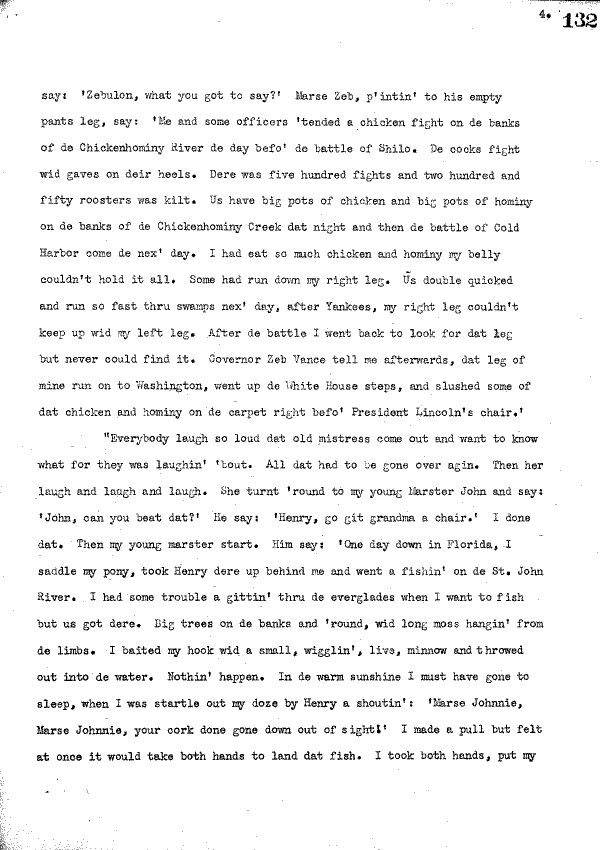 4. 132
say: 'Zebulon, what you got to say?' Marse Zeb, p'intin' to his empty
pants leg, say: 'Me and some officers 'tended a chicken fight on de banks
of de Chickenhominy River de day befo' de battle of Shilo. De cocks fight
wid gaves on deir heels. Dere was five hundred fights and two hundred and
fifty roosters was kilt. Us have big pots of chicken and big pots of hominy
on de banks of de Chickenhominy Creek dat night and then de battle of Cold
Harbor come de nex' day. I had eat so much chicken and hominy my belly
couldn't hold it all. Some had run down my right leg. Us double quicked
and run so fast thru swamps nex' day, after Yankees, my right leg couldn't
keep up wid my left leg. After de battle I went back to look for dat leg
but never could find it. Governor Zeb Vance tell me afterwards, dat leg of
mine run on to Washington, went up de White House steps, and slushed some of
dat chicken and hominy on de carpet right befo' President Lincoln's chair.'
"Everybody laugh so loud dat old mistress come out and want to know
what for they was laughin' 'bout. All dat had to be gone over agin. Then her
laugh and laugh and laugh. She turnt 'round to my young Marster John and say:
'John, can you beat dat?' He say: 'Henry, go git grandma a chair.' I done
dat. Then my young marster start. Him say: 'One day down in Florida, I
saddle my pony, took Henry dere up behind me and went a fishin' on de St. John
River. I had some trouble a gittin' thru de everglades when I want to fish
but us got dere. Big trees on de banks and 'round, wid long moss hangin' from
de limbs. I baited my hook wid a small, wigglin', live, minnow and throwed
out into de water. Nothin' happen. In de warm sunshine I must have gone to
sleep, when I was startle out my doze by Henry a shoutin': 'Marse Johnnie,
Marse Johnnie, your cork done gone down out of sight!' I made a pull but felt
at once it would take both hands to land dat fish. I took both hands, put my